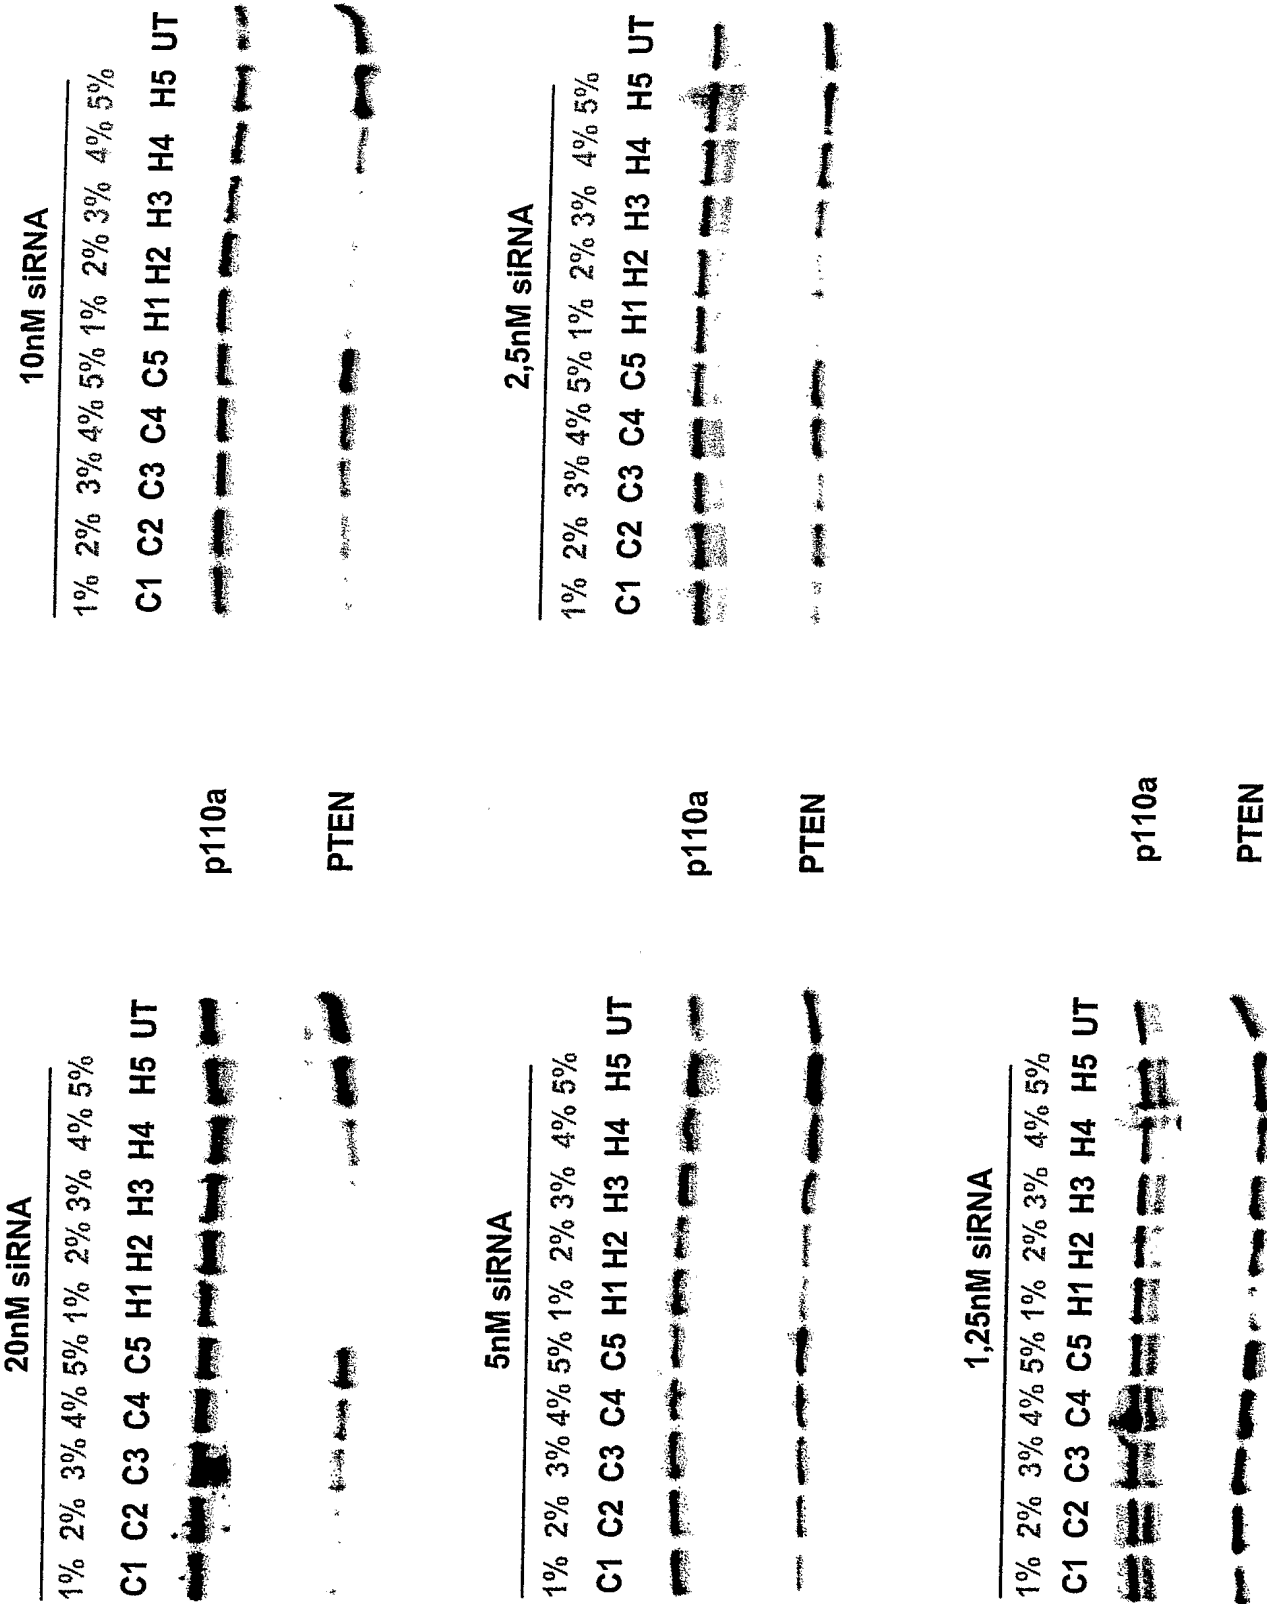 20nM siRNA
1% 2% 3% 4% 5% 1% 2% 3% 4% 5%
C1 C2 C3 C4 C5 H1 H2 H3 H4 H5 UT
p110a
PTEN
10nM siRNA
1% 2% 3% 4% 5% 1% 2% 3% 4% 5%
C1 C2 C3 C4 C5 H1 H2 H3 H4 H5 UT
5nM siRNA
1% 2% 3% 4% 5% 1% 2% 3% 4% 5%
C1 C2 C3 C4 C5 H1 H2 H3 H4 H5 UT
p110a
PTEN
2,5nM siRNA
1% 2% 3% 4% 5% 1% 2% 3% 4% 5%
C1 C2 C3 C4 C5 H1 H2 H3 H4 H5 UT
1,25nM siRNA
1% 2% 3% 4% 5% 1% 2% 3% 4% 5%
C1 C2 C3 C4 C5 H1 H2 H3 H4 H5 UT
p110a
PTEN